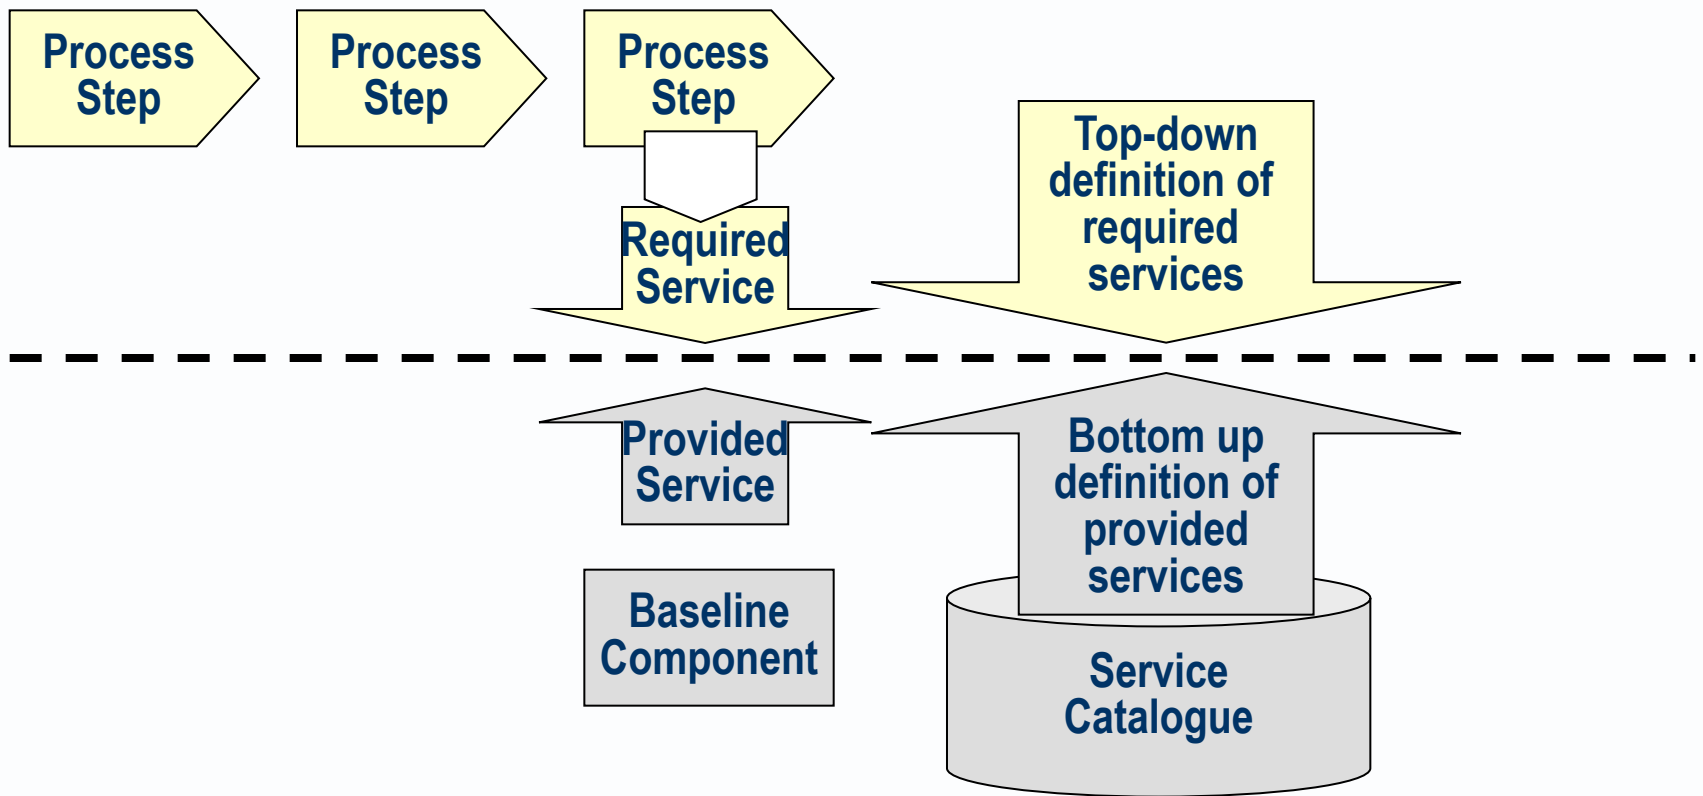 Process
Step
Process
Step
Process
Step
Required
Service
Top-down
definition of
required
services
Provided
Service
Bottom up
definition of
provided
services
Baseline
Component
Service
Catalogue